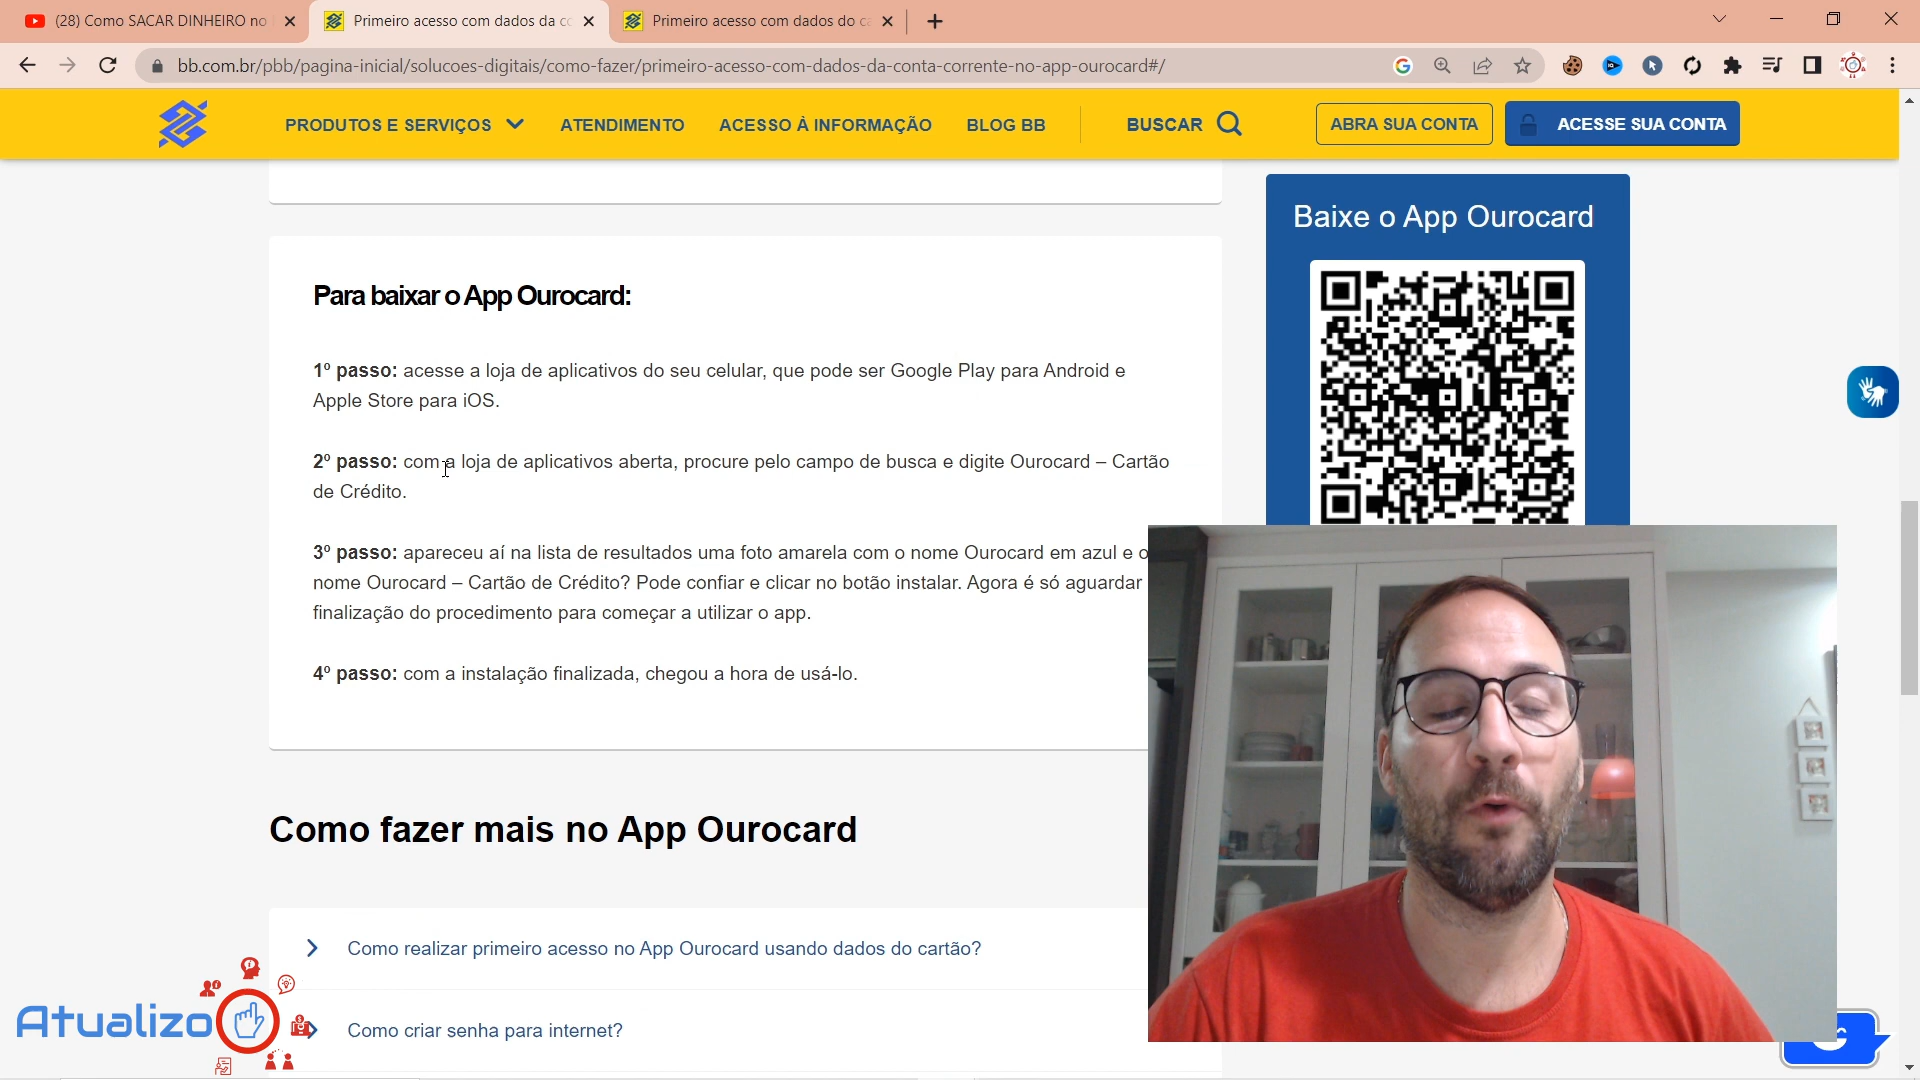 (28) Como SACAR DINHEIRO no
Primeiro acesso com dados da co
Primeiro acesso com dados do ca
bb.com.br/pbb/pagina-inicial/solucoes-digitais/como-fazer/primeiro-acesso-com-dados-da-conta-corrente-no-app-ourocard#/
PRODUTOS E SERVIÇOS
ATENDIMENTO
ACESSO À INFORMAÇÃO
BLOG BB
BUSCAR
ABRA SUA CONTA
ACESSE SUA CONTA
Baixe o App Ourocard
Para baixar o App Ourocard:
1º passo: acesse a loja de aplicativos do seu celular, que pode ser Google Play para Android e
Apple Store para iOS.
2º passo: com a loja de aplicativos aberta, procure pelo campo de busca e digite Ourocard – Cartão
de Crédito.
3º passo: apareceu aí na lista de resultados uma foto amarela com o nome Ourocard em azul e o
nome Ourocard – Cartão de Crédito? Pode confiar e clicar no botão instalar. Agora é só aguardar
finalização do procedimento para começar a utilizar o app.
4º passo: com a instalação finalizada, chegou a hora de usá-lo.
Como fazer mais no App Ourocard
Como realizar primeiro acesso no App Ourocard usando dados do cartão?
Atualizo
Como criar senha para internet?